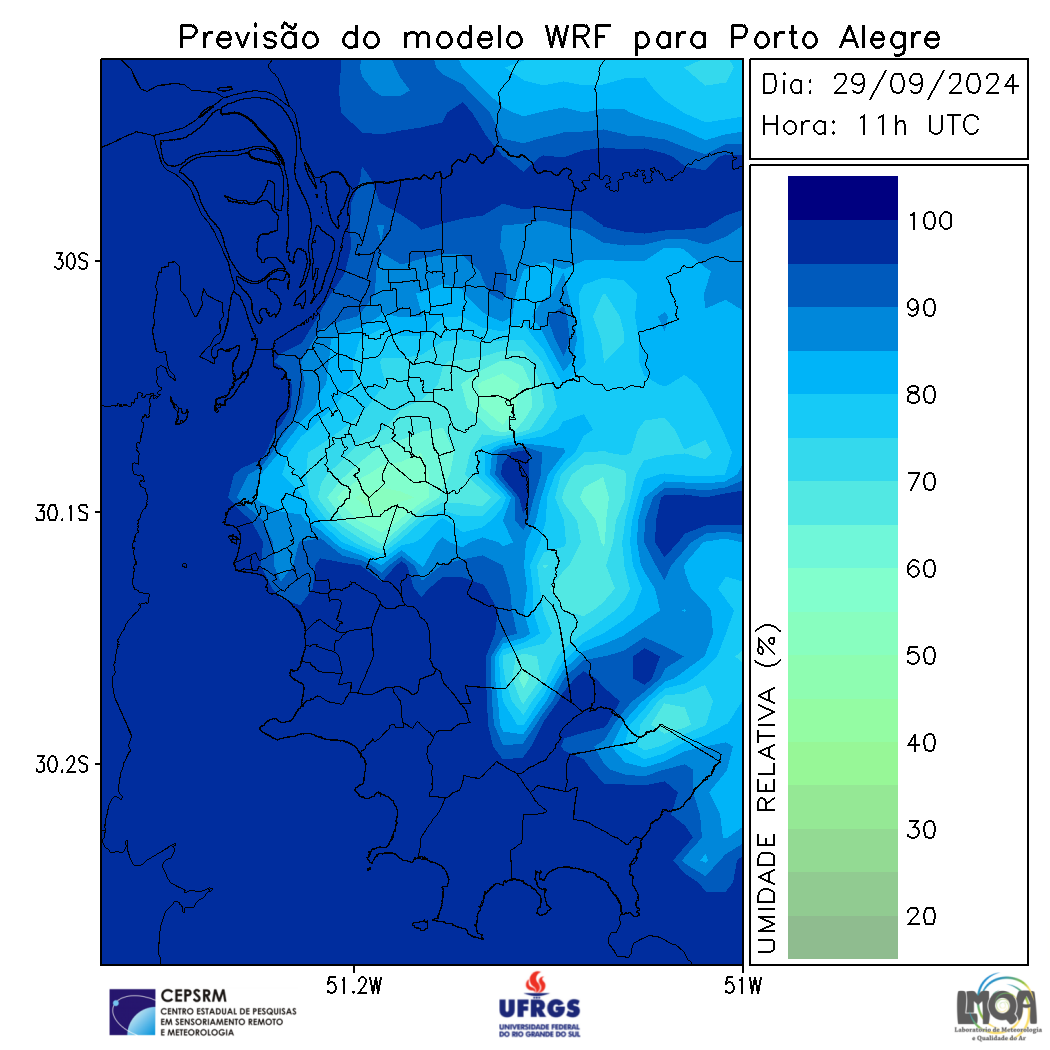 Previsão do modelo WRF para Porto Alegre
Dia: 29/09/2024
Hora: 11h UTC
100
90
80
70
60
50
40
30
20
UMIDADE RELATIVA (%)
30S
30.1S
30.2S
51.2W
51W
CEPSRM
CENTRO ESTADUAL DE PESQUISAS
EM SENSORIAMENTO REMOTO
E METEOROLOGIA
UFRGS
UNIVERSIDADE FEDERAL
DO RIO GRANDE DO SUL
LMQA
Laboratório de Meteorologia
e Qualidade do Ar